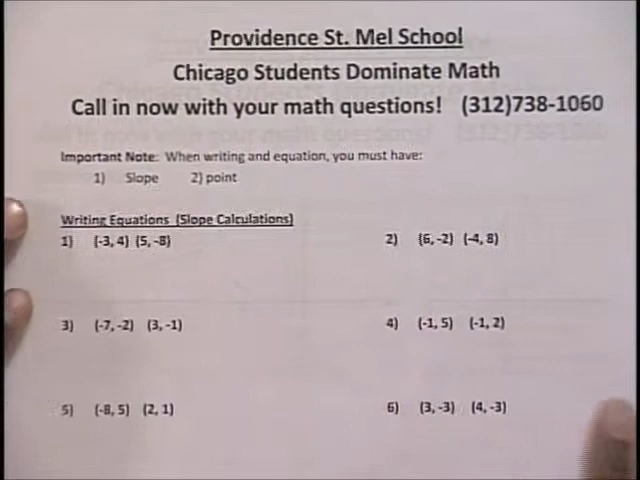 Providence St. Mel School
Chicago Students Dominate Math
Call in now with your math questions! (312)738-1060
Important Note: When writing and equation, you must have:
1) Slope 2) point
Writing Equations (Slope Calculations)
1) (-3, 4) (5, -8) 2) (6, -2) (-4, 8)
3) (-7, -2) (3, -1) 4) (-1, 5) (-1, 2)
5) (-8, 5) (2, 1) 6) (3, -3) (4, -3)